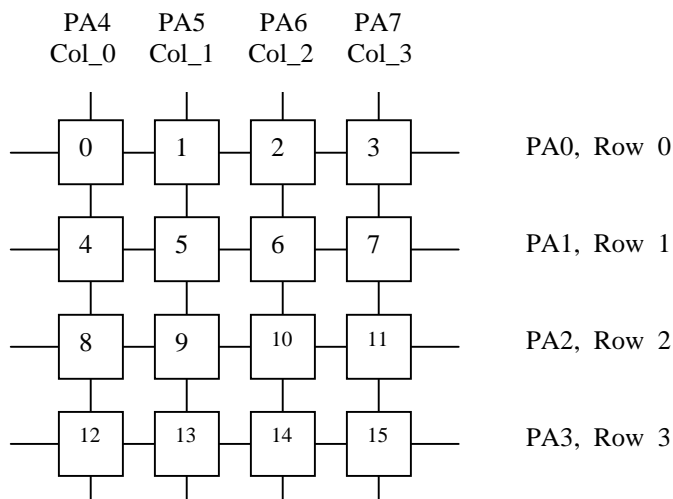 PA4 PA5 PA6 PA7
Col_0 Col_1 Col_2 Col_3
0 1 2 3 PA0, Row 0
4 5 6 7 PA1, Row 1
8 9 10 11 PA2, Row 2
12 13 14 15 PA3, Row 3